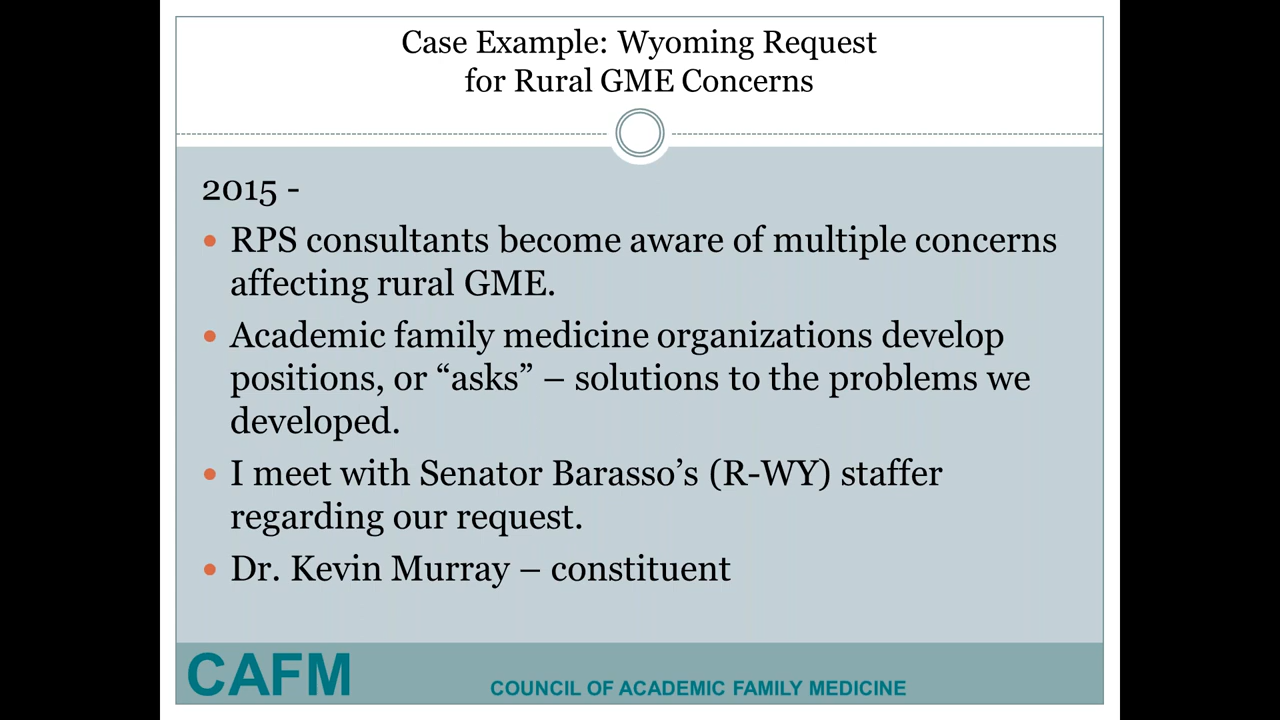 Case Example: Wyoming Request
for Rural GME Concerns
2015 -
• RPS consultants become aware of multiple concerns
affecting rural GME.
• Academic family medicine organizations develop
positions, or “asks” – solutions to the problems we
developed.
• I meet with Senator Barasso’s (R-WY) staffer
regarding our request.
• Dr. Kevin Murray – constituent
CAFM
COUNCIL OF ACADEMIC FAMILY MEDICINE